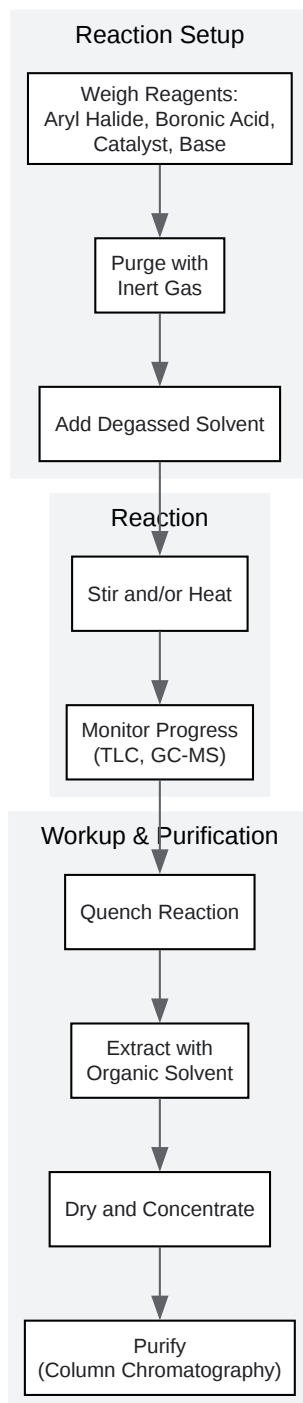 Reaction Setup
Weigh Reagents:
Aryl Halide, Boronic Acid,
Catalyst, Base
Purge with
Inert Gas
Add Degassed Solvent
Reaction
Stir and/or Heat
Monitor Progress
(TLC, GC-MS)
Workup & Purification
Quench Reaction
Extract with
Organic Solvent
Dry and Concentrate
Purify
(Column Chromatography)